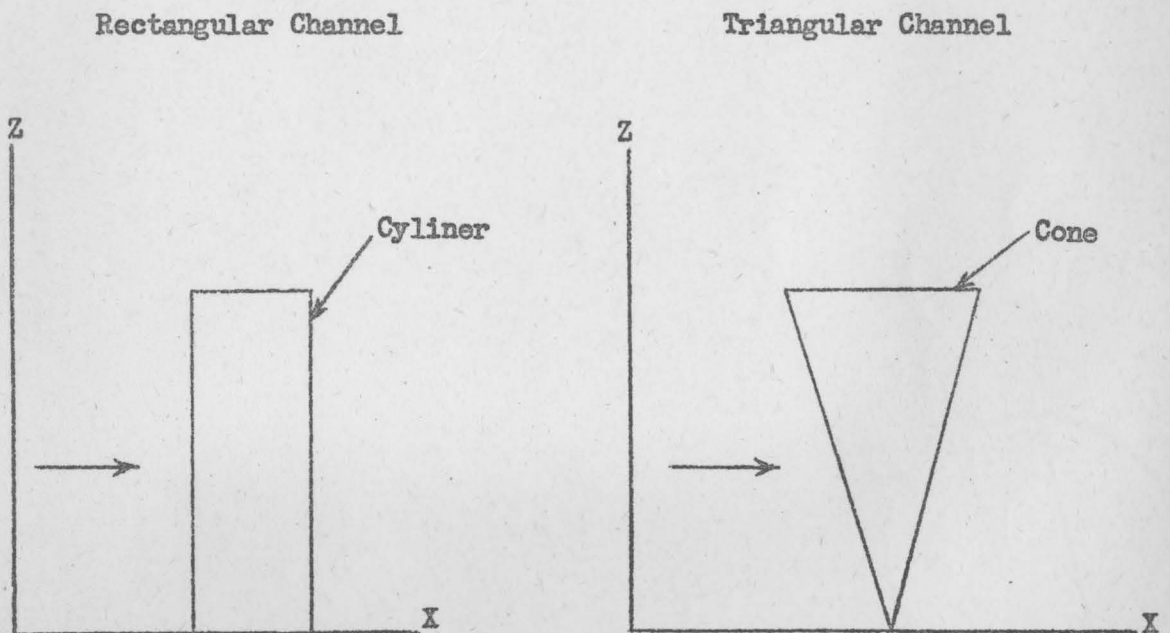 Rectangular Channel
Triangular Channel
Z
Z
Cyliner
Cone
X
X